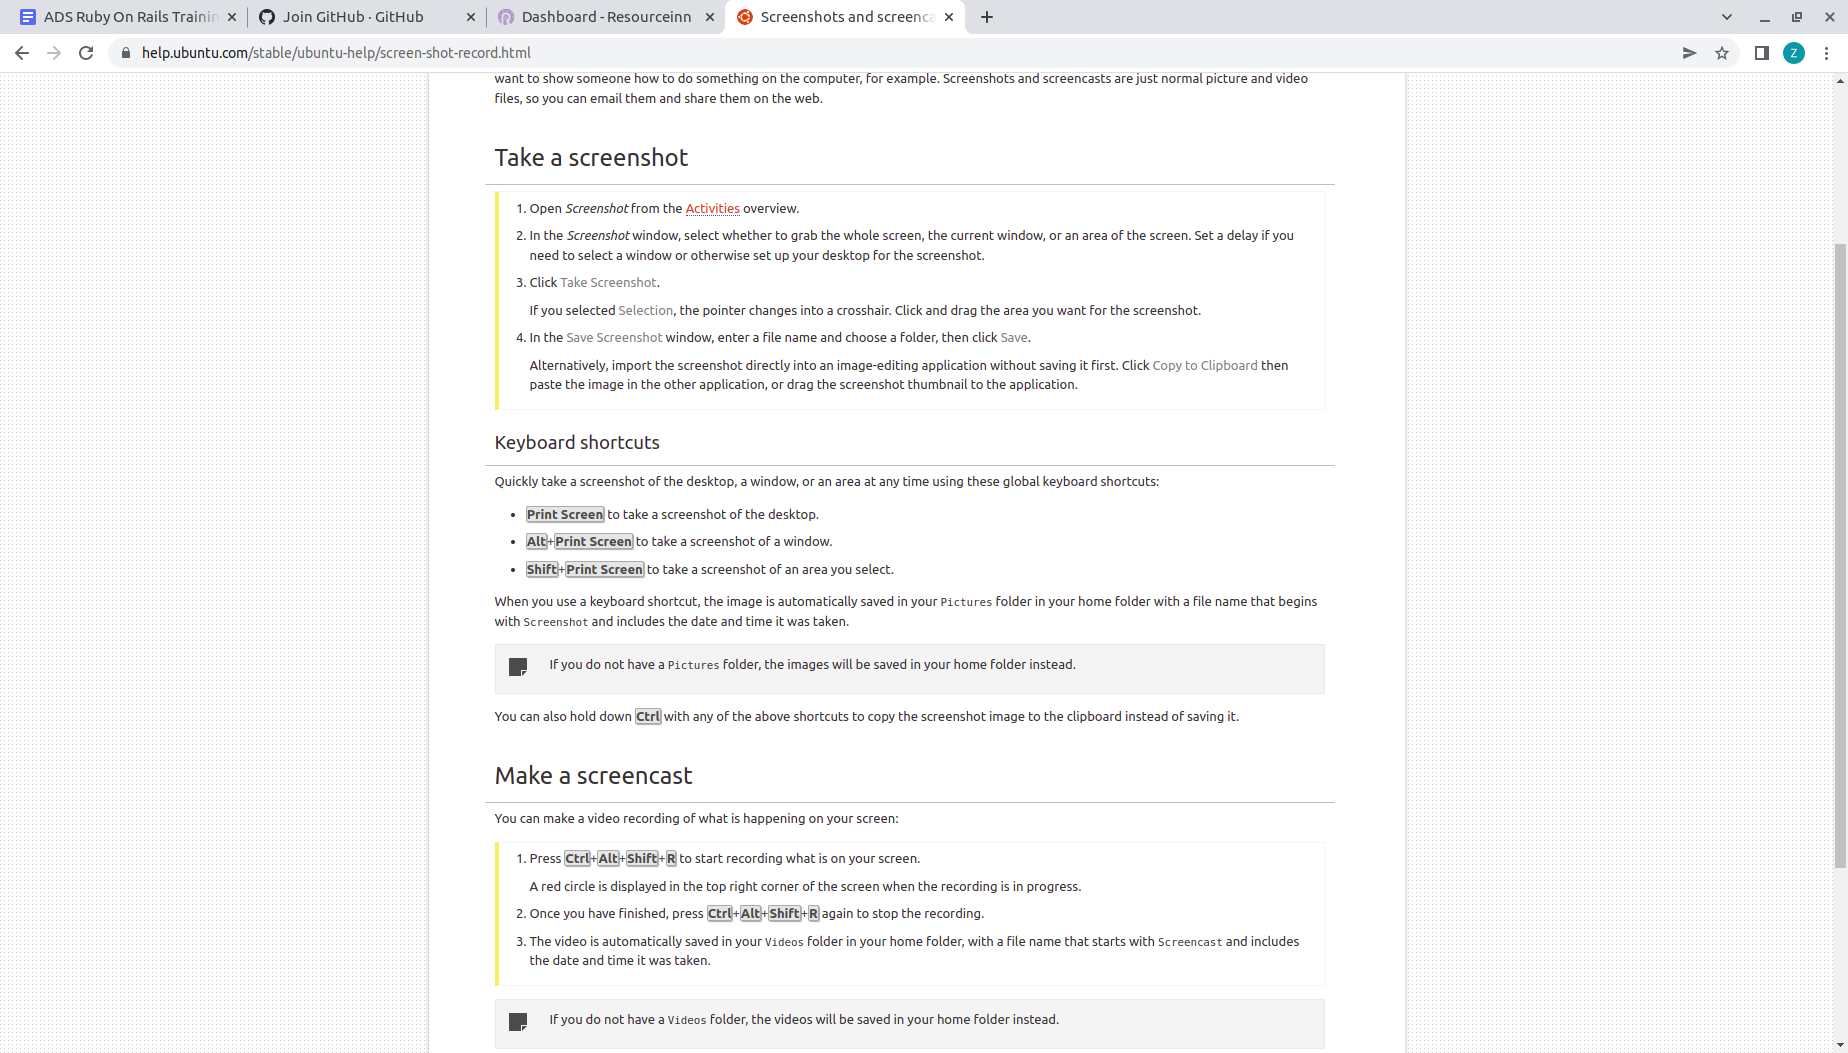 ADS Ruby On Rails Trainin
Join GitHub · GitHub
Dashboard - Resourceinn
Screenshots and screenca
help.ubuntu.com/stable/ubuntu-help/screen-shot-record.html
Z
want to show someone how to do something on the computer, for example. Screenshots and screencasts are just normal picture and video
files, so you can email them and share them on the web.
Take a screenshot
1. Open Screenshot from the Activities overview.
2. In the Screenshot window, select whether to grab the whole screen, the current window, or an area of the screen. Set a delay if you
need to select a window or otherwise set up your desktop for the screenshot.
3. Click Take Screenshot.
If you selected Selection, the pointer changes into a crosshair. Click and drag the area you want for the screenshot.
4. In the Save Screenshot window, enter a file name and choose a folder, then click Save.
Alternatively, import the screenshot directly into an image-editing application without saving it first. Click Copy to Clipboard then
paste the image in the other application, or drag the screenshot thumbnail to the application.
Keyboard shortcuts
Quickly take a screenshot of the desktop, a window, or an area at any time using these global keyboard shortcuts:
• Print Screen to take a screenshot of the desktop.
• Alt+Print Screen to take a screenshot of a window.
• Shift+Print Screen to take a screenshot of an area you select.
When you use a keyboard shortcut, the image is automatically saved in your Pictures folder in your home folder with a file name that begins
with Screenshot and includes the date and time it was taken.
If you do not have a Pictures folder, the images will be saved in your home folder instead.
You can also hold down Ctrl with any of the above shortcuts to copy the screenshot image to the clipboard instead of saving it.
Make a screencast
You can make a video recording of what is happening on your screen:
1. Press Ctrl+Alt+Shift+R to start recording what is on your screen.
A red circle is displayed in the top right corner of the screen when the recording is in progress.
2. Once you have finished, press Ctrl+Alt+Shift+R again to stop the recording.
3. The video is automatically saved in your Videos folder in your home folder, with a file name that starts with Screencast and includes
the date and time it was taken.
If you do not have a Videos folder, the videos will be saved in your home folder instead.